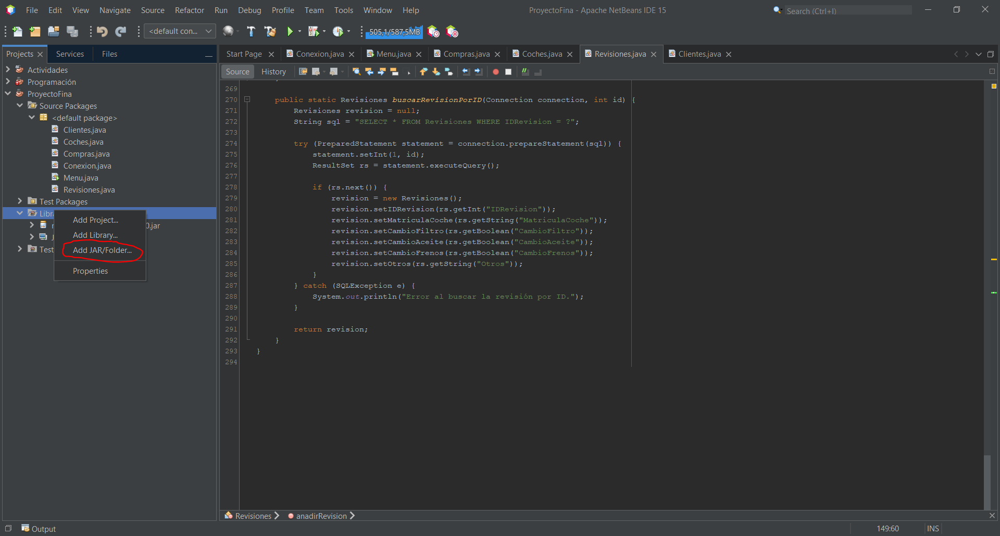 File Edit View Navigate Source Refactor Run Debug Profile Team Tools Window Help ProyectoFina - Apache NetBeans IDE 15 Search (Ctrl+I)
<default con... 505,1/587,5MB
Projects Services Files
Actividades
Programación
ProyectoFina
Source Packages
<default package>
Clientes.java
Coches.java
Compras.java
Conexion.java
Menu.java
Revisiones.java
Test Packages
Libra
0.jar
J
Test
Add Project...
Add Library...
Add JAR/Folder...
Properties
Start Page Conexion.java Menu.java Compras.java Coches.java Revisiones.java Clientes.java
Source History
269
270 public static Revisiones buscarRevisionPorID(Connection connection, int id) {
271 Revisiones revision = null;
272 String sql = "SELECT * FROM Revisiones WHERE IDRevision = ?";
273
274 try (PreparedStatement statement = connection.prepareStatement(sql)) {
275 statement.setInt(1, id);
276 ResultSet rs = statement.executeQuery();
277
278 if (rs.next()) {
279 revision = new Revisiones();
280 revision.setIDRevision(rs.getInt("IDRevision"));
281 revision.setMatriculaCoche(rs.getString("MatriculaCoche"));
282 revision.setCambioFiltro(rs.getBoolean("CambioFiltro"));
283 revision.setCambioAceite(rs.getBoolean("CambioAceite"));
284 revision.setCambioFrenos(rs.getBoolean("CambioFrenos"));
285 revision.setOtros(rs.getString("Otros"));
286 }
287 } catch (SQLException e) {
288 System.out.println("Error al buscar la revisión por ID.");
289 }
290
291 return revision;
292 }
293 }
294
Revisiones anadirRevision
Output 149:60 INS